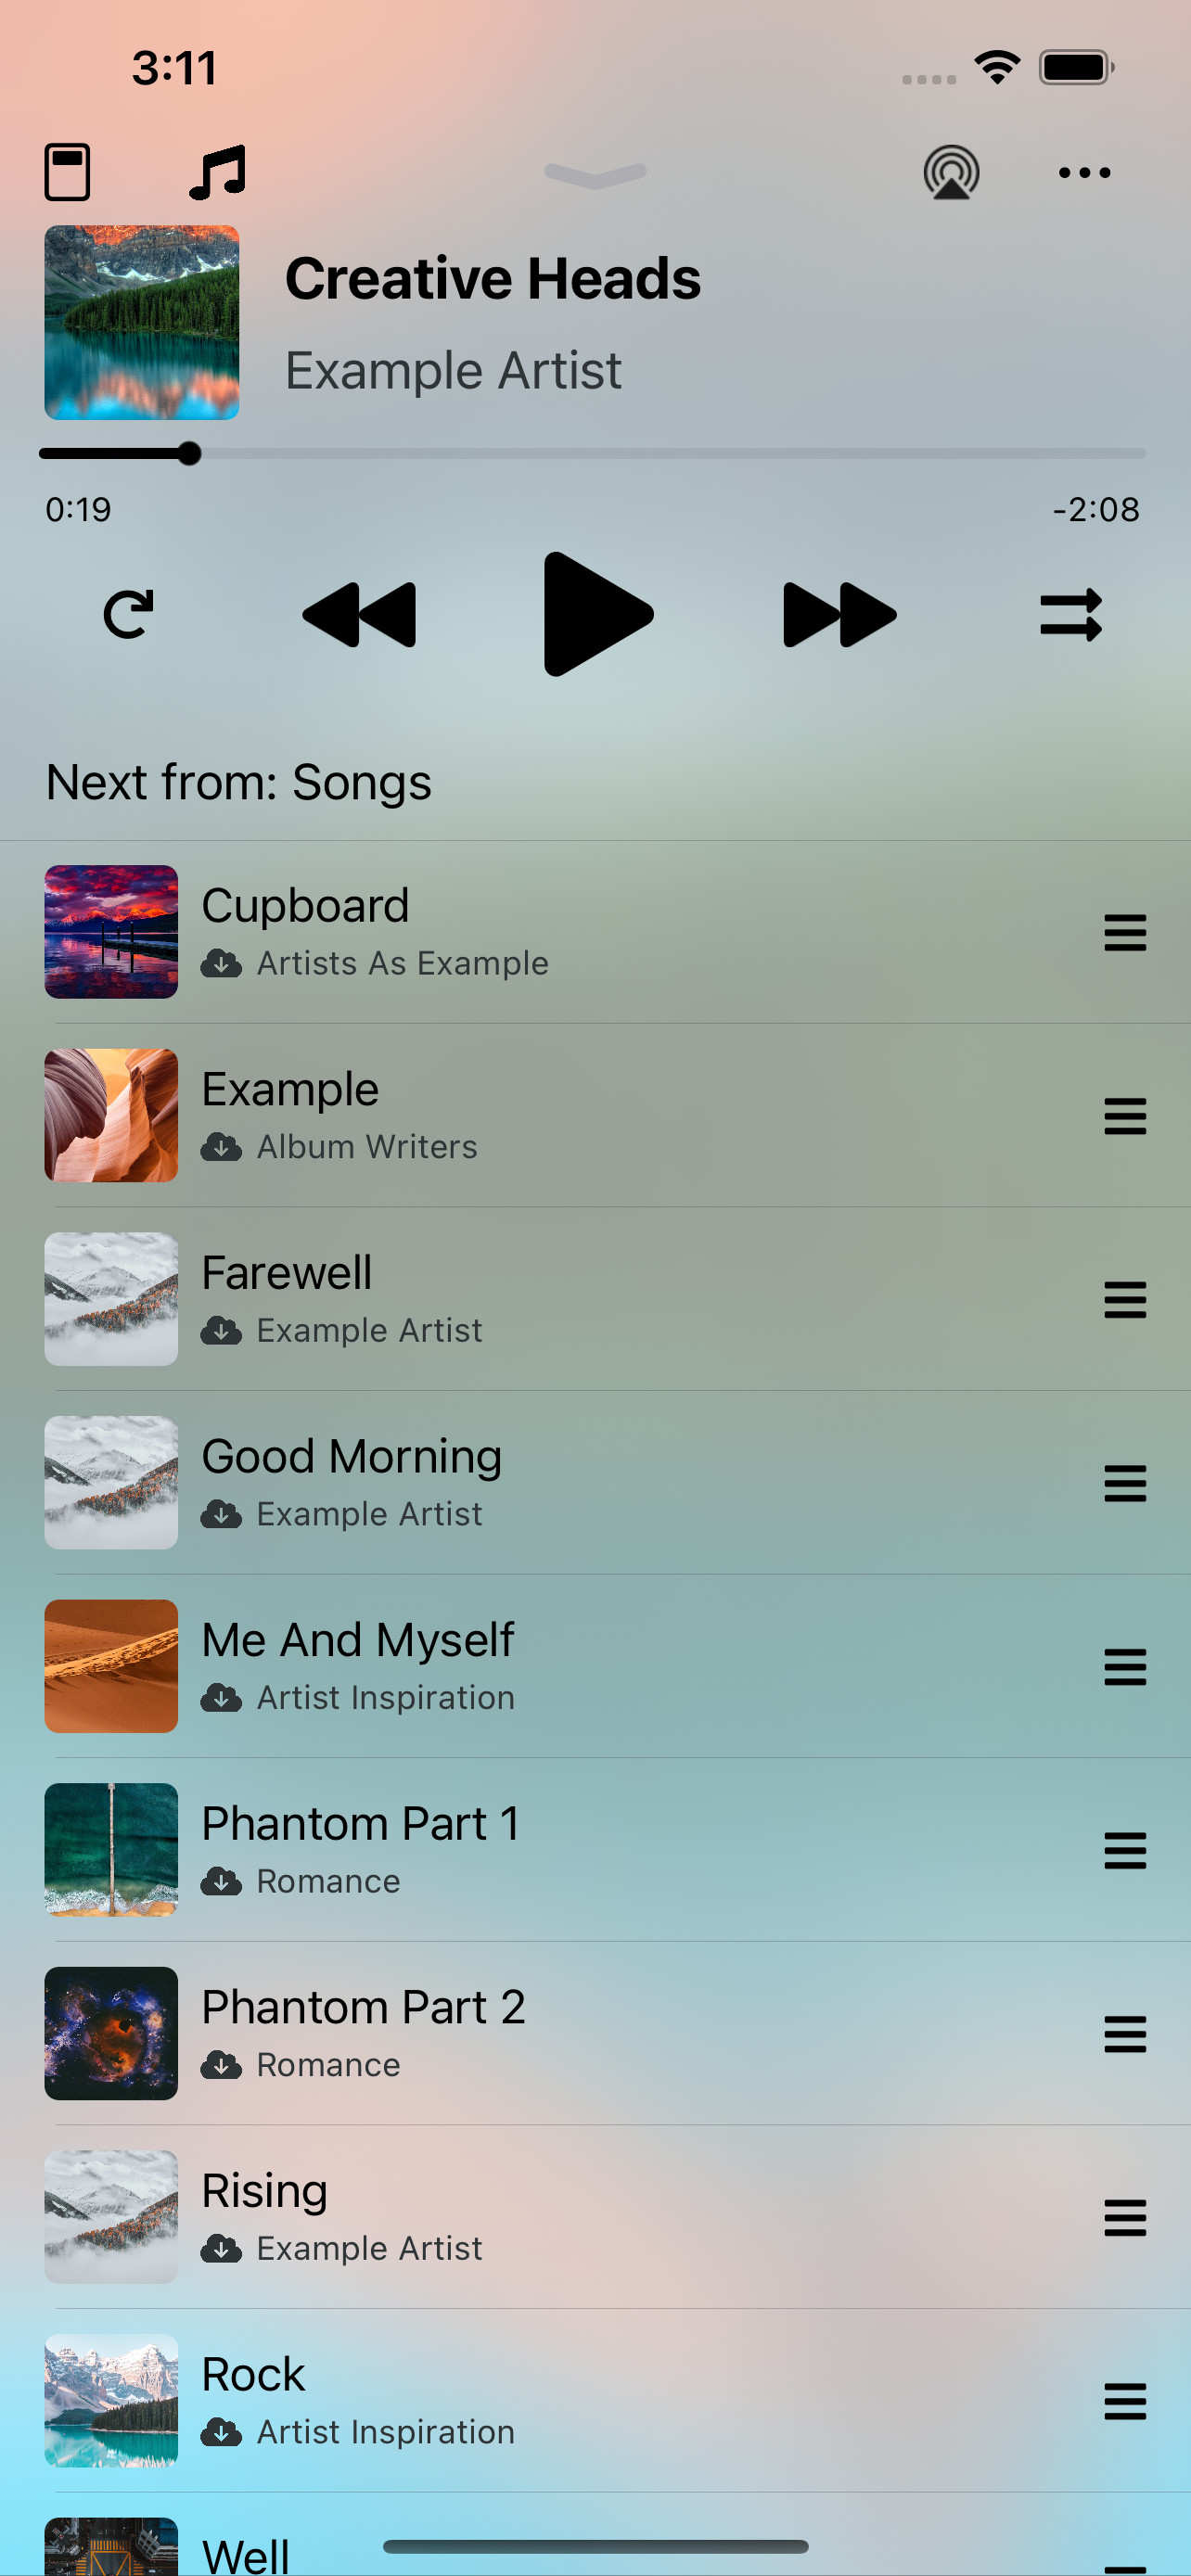 3:11
Creative Heads
Example Artist
0:19
-2:08
Next from: Songs
Cupboard
Artists As Example
Example
Album Writers
Farewell
Example Artist
Good Morning
Example Artist
Me And Myself
Artist Inspiration
Phantom Part 1
Romance
Phantom Part 2
Romance
Rising
Example Artist
Rock
Artist Inspiration
Well